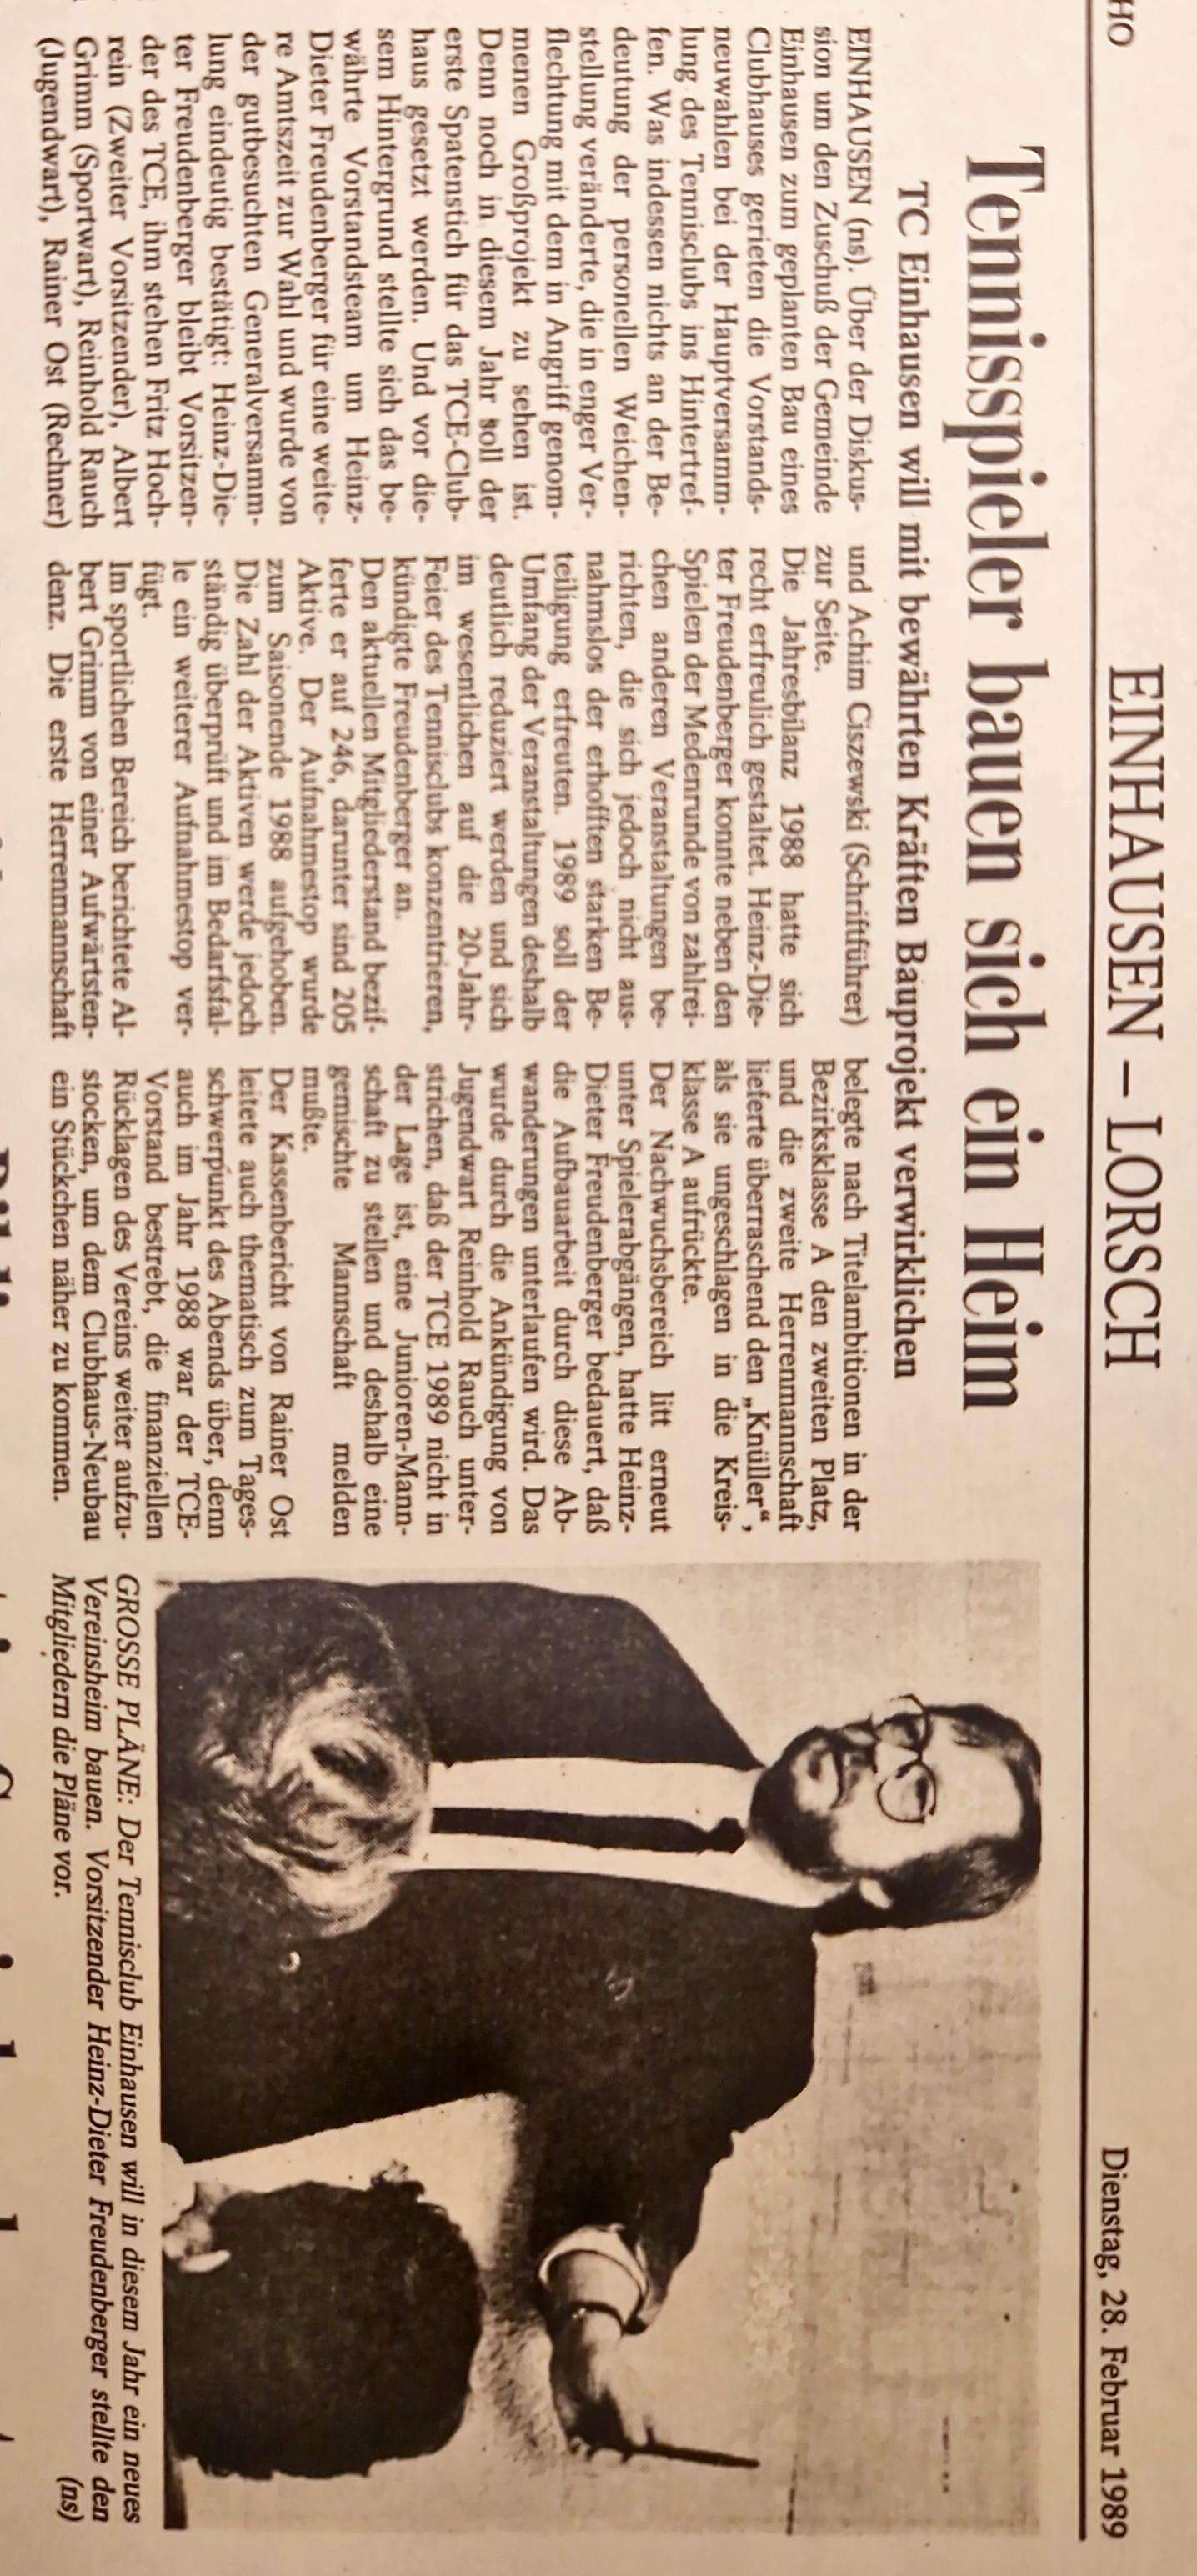 HO
EINHAUSEN – LORSCH
Dienstag, 28. Februar 1989
Tennisspieler bauen sich ein Heim
TC Einhausen will mit bewährten Kräften Bauprojekt verwirklichen
EINHAUSEN (ns). Über der Diskus-
sion um den Zuschuß der Gemeinde
Einhausen zum geplanten Bau eines
Clubhauses gerieten die Vorstands-
neuwahlen bei der Hauptversamm-
lung des Tennisclubs ins Hintertref-
fen. Was indessen nichts an der Be-
deutung der personellen Weichen-
stellung veränderte, die in enger Ver-
flechtung mit dem in Angriff genom-
menen Großprojekt zu sehen ist.
Denn noch in diesem Jahr soll der
erste Spatenstich für das TCE-Club-
haus gesetzt werden. Und vor die-
sem Hintergrund stellte sich das be-
währte Vorstandsteam um Heinz-
Dieter Freudenberger für eine weite-
re Amtszeit zur Wahl und wurde von
der gutbesuchten Generalversamm-
lung eindeutig bestätigt: Heinz-Die-
ter Freudenberger bleibt Vorsitzen-
der des TCE, ihm stehen Fritz Hoch-
rein (Zweiter Vorsitzender), Albert
Grimm (Sportwart), Reinhold Rauch
(Jugendwart), Rainer Ost (Rechner)
und Achim Ciszewski (Schriftführer)
zur Seite.
Die Jahresbilanz 1988 hatte sich
recht erfreulich gestaltet. Heinz-Die-
ter Freudenberger konnte neben den
Spielen der Medenrunde von zahlrei-
chen anderen Veranstaltungen be-
richten, die sich jedoch nicht aus-
nahmslos der erhofften starken Be-
teiligung erfreuten. 1989 soll der
Umfang der Veranstaltungen deshalb
deutlich reduziert werden und sich
im wesentlichen auf die 20-Jahr-
Feier des Tennisclubs konzentrieren,
kündigte Freudenberger an.
Den aktuellen Mitgliederstand bezif-
ferte er auf 246, darunter sind 205
Aktive. Der Aufnahmestop wurde
zum Saisonende 1988 aufgehoben.
Die Zahl der Aktiven werde jedoch
ständig überprüft und im Bedarfsfal-
le ein weiterer Aufnahmestop ver-
fügt.
Im sportlichen Bereich berichtete Al-
bert Grimm von einer Aufwärtsten-
denz. Die erste Herrenmannschaft
belegte nach Titelambitionen in der
Bezirksklasse A den zweiten Platz,
und die zweite Herrenmannschaft
lieferte überraschend den „Knüller“,
als sie ungeschlagen in die Kreis-
klasse A aufrückte.
Der Nachwuchsbereich litt erneut
unter Spielerabgängen, hatte Heinz-
Dieter Freudenberger bedauert, daß
die Aufbauarbeit durch diese Ab-
wanderungen unterlaufen wird. Das
wurde durch die Ankündigung von
Jugendwart Reinhold Rauch unter-
strichen, daß der TCE 1989 nicht in
der Lage ist, eine Junioren-Mann-
schaft zu stellen und deshalb eine
gemischte Mannschaft melden
mußte.
Der Kassenbericht von Rainer Ost
leitete auch thematisch zum Tages-
schwerpunkt des Abends über, denn
auch im Jahr 1988 war der TCE-
Vorstand bestrebt, die finanziellen
Rücklagen des Vereins weiter aufzu-
stocken, um dem Clubhaus-Neubau
ein Stückchen näher zu kommen.
GROSSE PLÄNE: Der Tennisclub Einhausen will in diesem Jahr ein neues
Vereinsheim bauen. Vorsitzender Heinz-Dieter Freudenberger stellte den
Mitgliedern die Pläne vor. (ns)